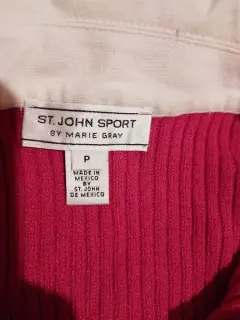 ST. JOHN SPORT
BY MARIE GRAY
P
MADE IN
MEXICO
BY
ST. JOHN
DE MEXICO